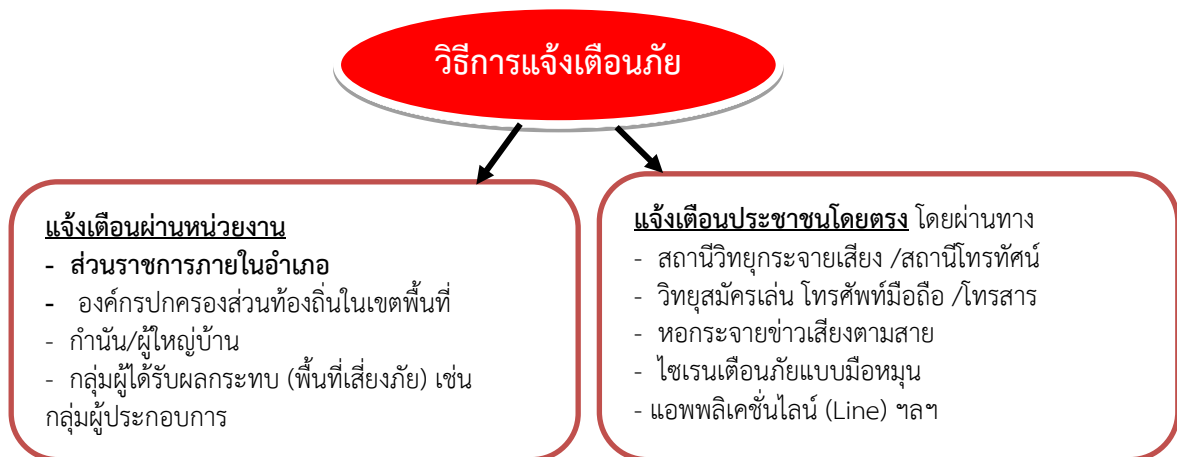 วิธีการแจ้งเตือนภัย
แจ้งเตือนผ่านหน่วยงาน
- ส่วนราชการภายในอำเภอ
- องค์กรปกครองส่วนท้องถิ่นในเขตพื้นที่
- กำนัน/ผู้ใหญ่บ้าน
- กลุ่มผู้ได้รับผลกระทบ (พื้นที่เสี่ยงภัย) เช่น
กลุ่มผู้ประกอบการ
แจ้งเตือนประชาชนโดยตรง โดยผ่านทาง
- สถานีวิทยุกระจายเสียง /สถานีโทรทัศน์
- วิทยุสมัครเล่น โทรศัพท์มือถือ /โทรสาร
- หอกระจายข่าวเสียงตามสาย
- ไซเรนเตือนภัยแบบมือหมุน
- แอพพลิเคชั่นไลน์ (Line) ฯลฯ